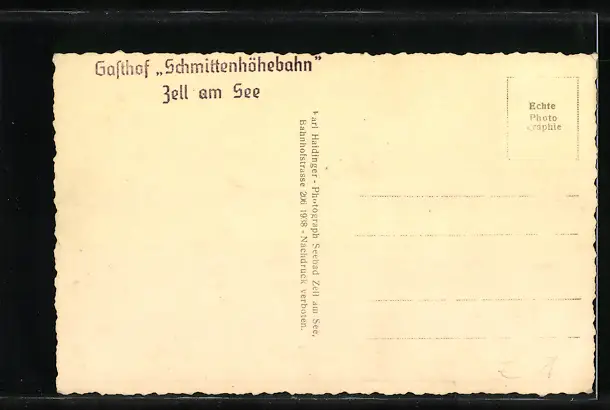 Gasthof „Schmittenhöhebahn"
Zell am See
Echte
Photo
graphie
Karl Haidinger - Photograph Seebad Zell am See,
Bahnhofstrasse 206 1938 - Nachdruck verboten.